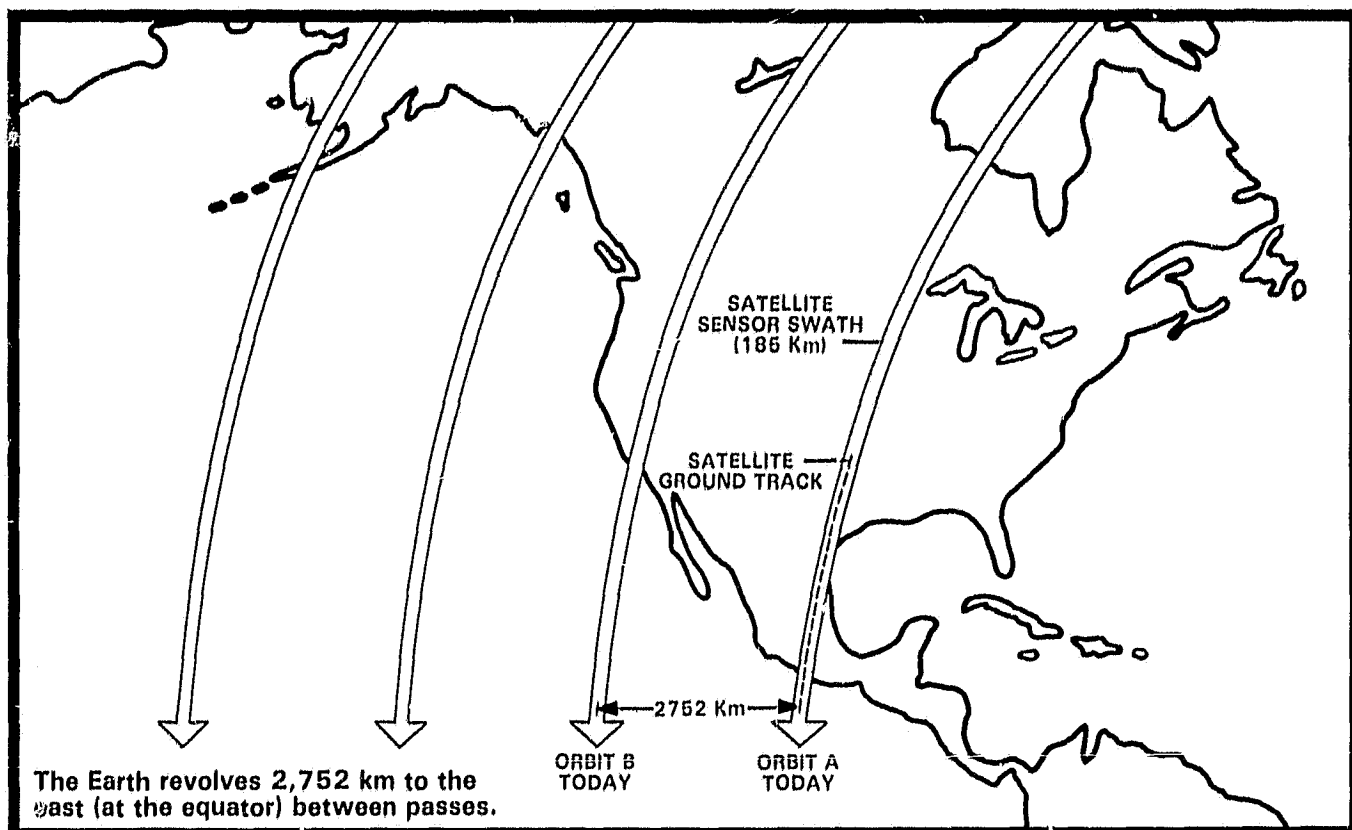 SATELLITE
SENSOR SWATH
(185 Km)
SATELLITE
GROUND TRACK
2752 Km
ORBIT B
TODAY
ORBIT A
TODAY
The Earth revolves 2,752 km to the
east (at the equator) between passes.